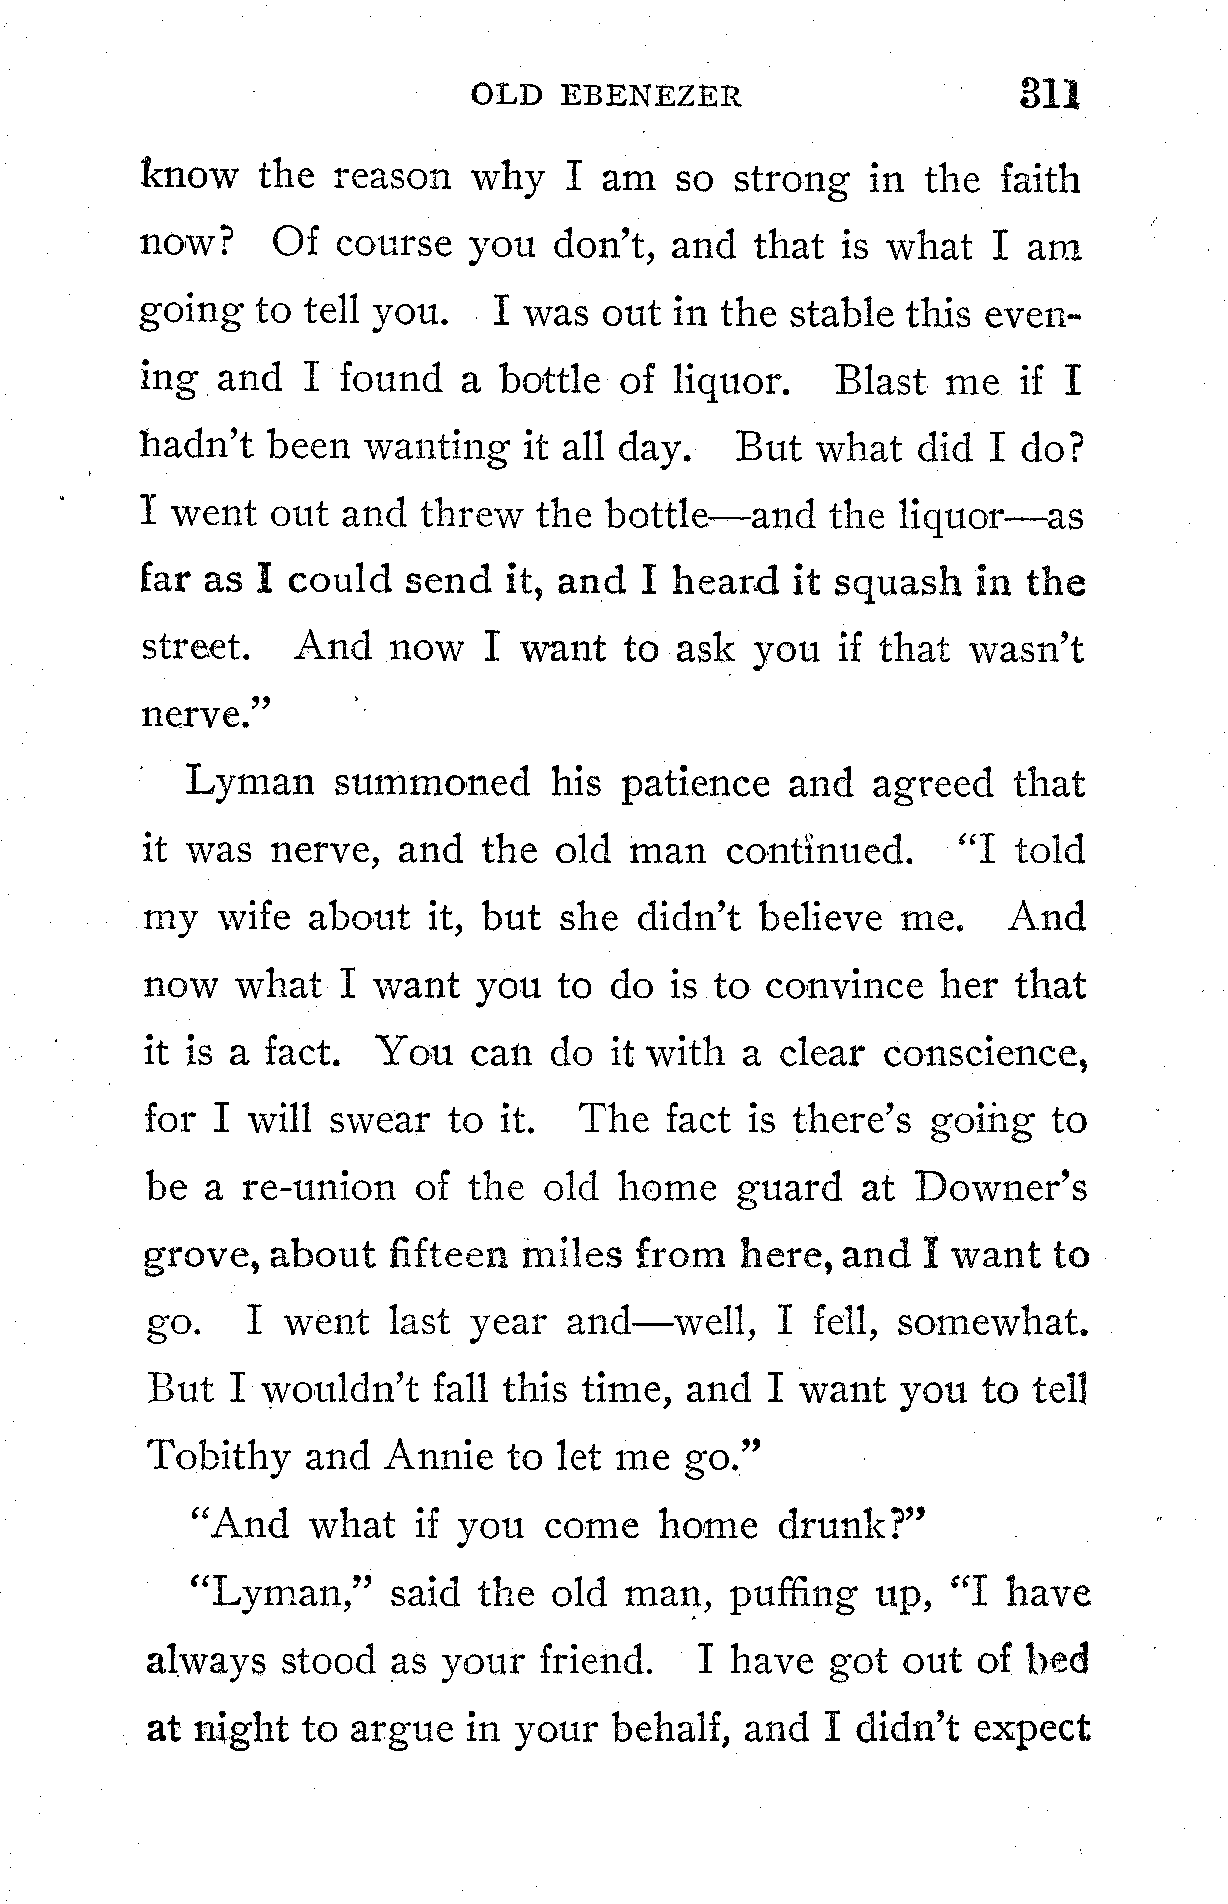 OLD EBENEZER 311
know the reason why I am so strong in the faith
now? Of course you don't, and that is what I am
going to tell you. I was out in the stable this even-
ing and I found a bottle of liquor. Blast me if I
hadn't been wanting it all day. But what did I do?
I went out and threw the bottle—and the liquor—as
far as I could send it, and I heard it squash in the
street. And now I want to ask you if that wasn't
nerve."
Lyman summoned his patience and agreed that
it was nerve, and the old man continued. "I told
my wife about it, but she didn't believe me. And
now what I want you to do is to convince her that
it is a fact. You can do it with a clear conscience,
for I will swear to it. The fact is there's going to
be a re-union of the old home guard at Downer's
grove, about fifteen miles from here, and I want to
go. I went last year and—well, I fell, somewhat.
But I wouldn't fall this time, and I want you to tell
Tobithy and Annie to let me go."
"And what if you come home drunk?"
"Lyman," said the old man, puffing up, "I have
always stood as your friend. I have got out of bed
at night to argue in your behalf, and I didn't expect